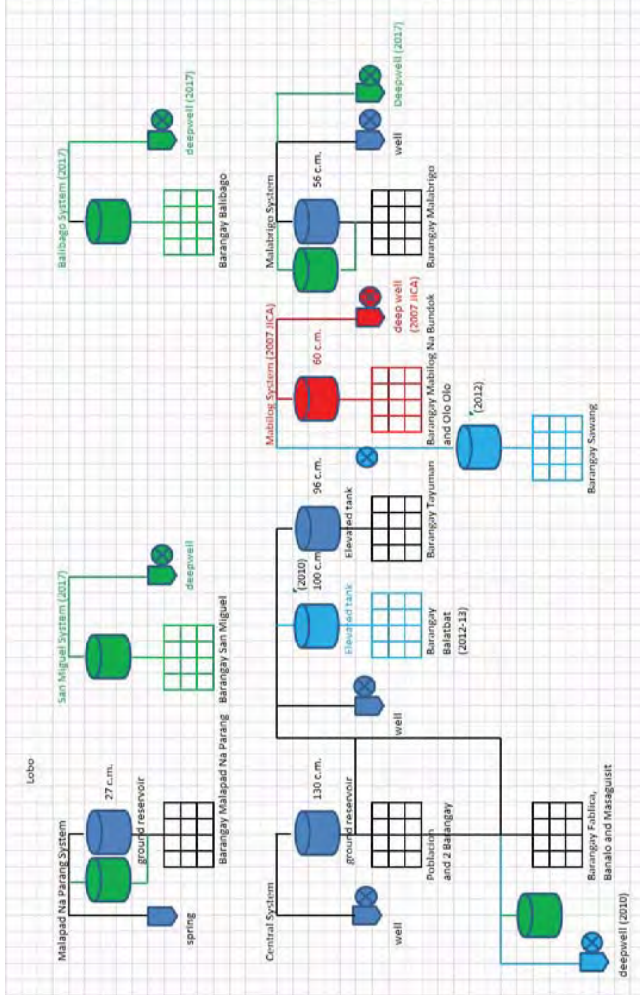 Lobo
Malapad Na Parang System
27 c.m.
ground reservoir
spring
Barangay Malapad Na Parang
San Miguel System (2017)
deepwell
Barangay San Miguel
Balibago System (2017)
deepwell (2017)
Barangay Balibago
Central System
130 c.m.
ground reservoir
well
Poblacion
and 2 Barangay
well
(2010)
100 c.m.
Elevated tank
Barangay
Balatbat
(2012-13)
96 c.m.
Elevated tank
Barangay Tayuman
Mabilog System (2007 JICA)
60 c.m.
deep well
(2007 JICA)
Barangay Mabilog Na Bundok
and Olo Olo
(2012)
Barangay Sawang
Malabrigo System
56 c.m.
well
Deepwell (2017)
Barangay Malabrigo
Barangay Fablica,
Banalo and Masaguisit
deepwell (2010)